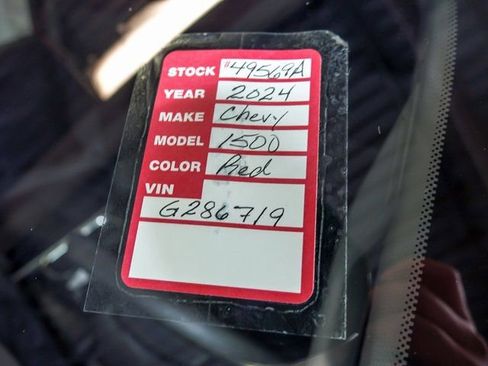 STOCK "49569A
YEAR 2024
MAKE Chevy
MODEL 1500
COLOR Red
VIN
G286719